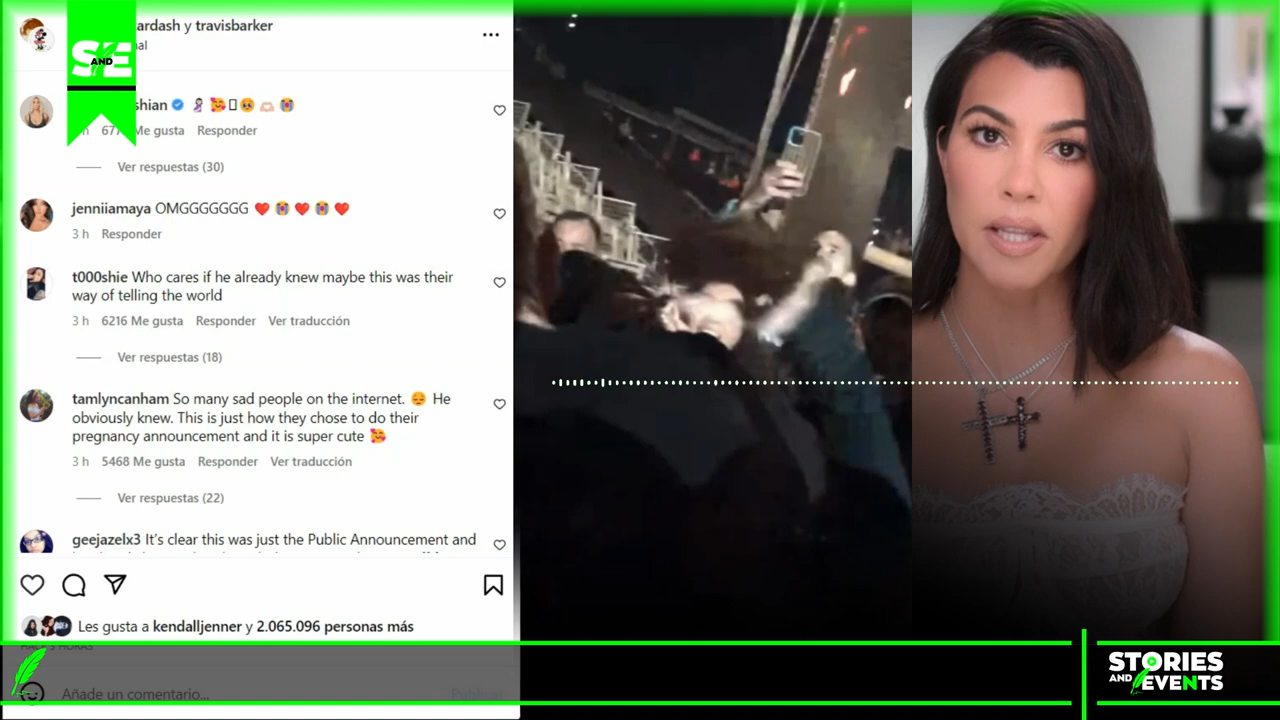 ardash y travisbarker
nal
S AND E
shian
Me gusta Responder
Ver respuestas (30)
jenniiamaya OMGGGGGGG
3 h Responder
t000shie Who cares if he already knew maybe this was their
way of telling the world
3 h 6216 Me gusta Responder Ver traducción
Ver respuestas (18)
tamlyncanham So many sad people on the internet. 😔 He
obviously knew. This is just how they chose to do their
pregnancy announcement and it is super cute 🥰
3 h 5468 Me gusta Responder Ver traducción
Ver respuestas (22)
geejazelx3 It's clear this was just the Public Announcement and
Les gusta a kendalljenner y 2.065.096 personas más
Añade un comentario...
Publicar
STORIES
AND EVENTS